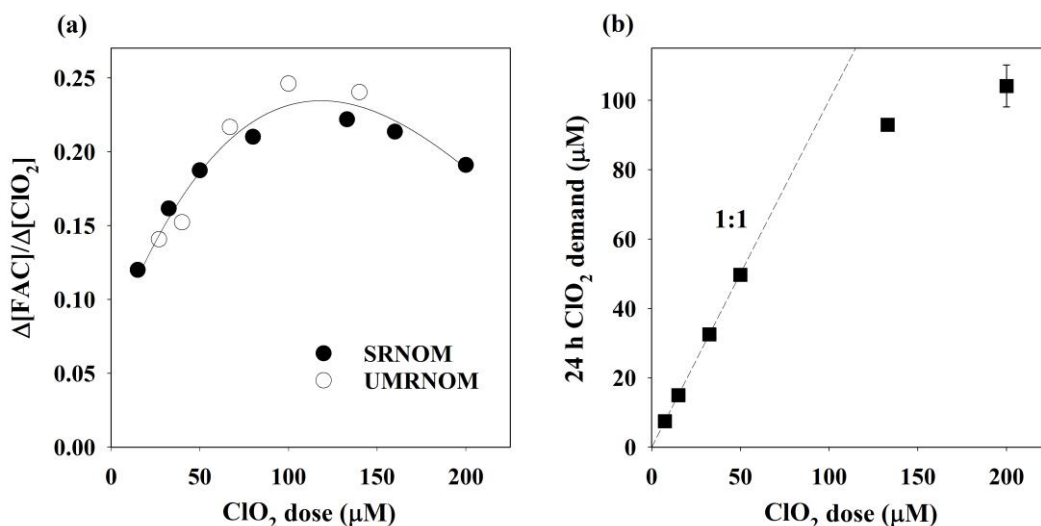 (a)
Δ[FAC]/Δ[ClO₂]
0.25
0.20
0.15
0.10
0.05
0.00
SRNOM
UMRNOM
0 50 100 150 200
ClO₂ dose (μM)
(b)
24 h ClO₂ demand (μM)
100
80
60
40
20
0
1:1
0 50 100 150 200
ClO₂ dose (μM)